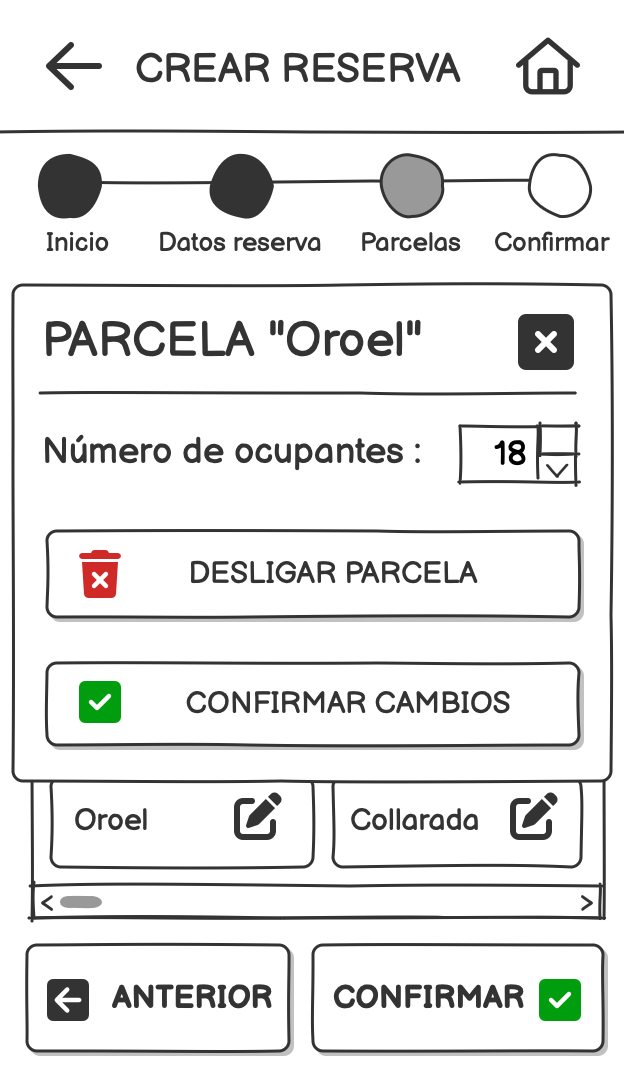 CREAR RESERVA
Inicio Datos reserva Parcelas Confirmar
PARCELA "Oroel"
Número de ocupantes : 18
DESLIGAR PARCELA
CONFIRMAR CAMBIOS
Oroel Collarada
ANTERIOR CONFIRMAR